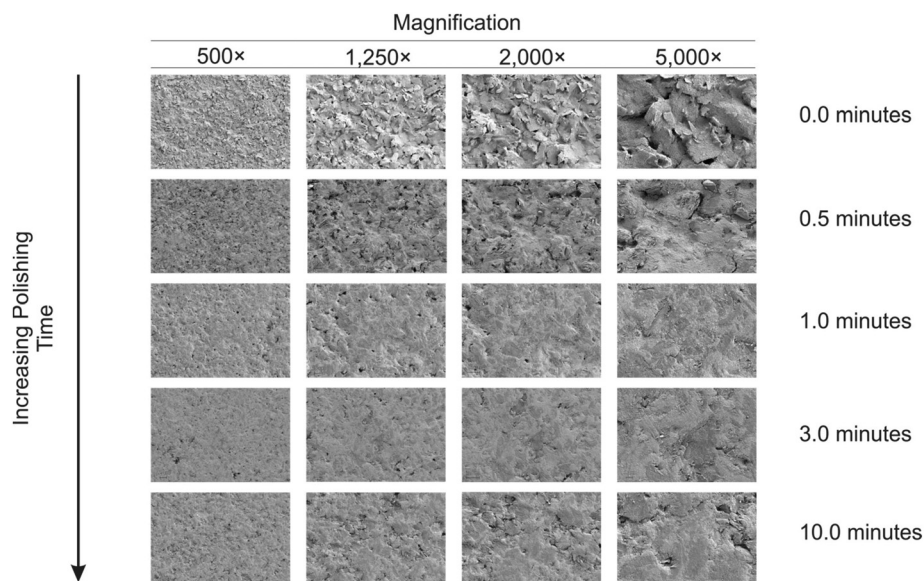 Magnification
500× 1,250× 2,000× 5,000×
0.0 minutes
0.5 minutes
1.0 minutes
3.0 minutes
10.0 minutes
Increasing Polishing
Time